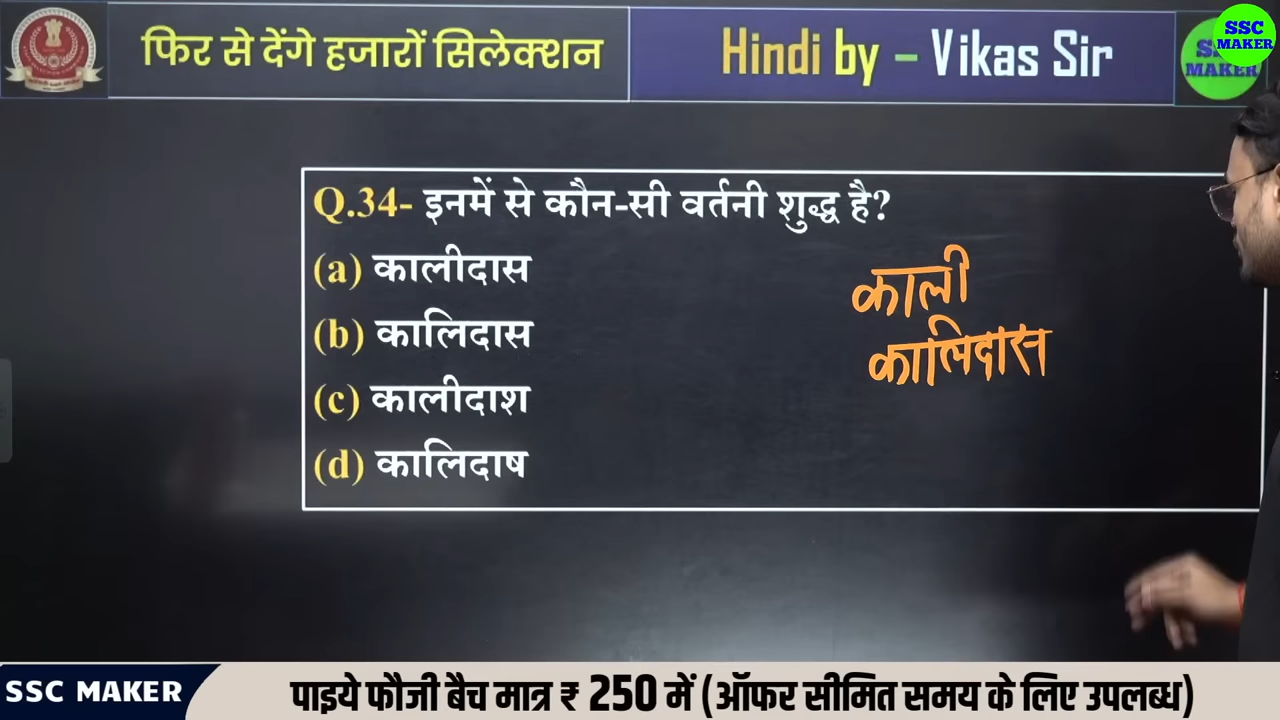 फिर से देंगे हजारों सिलेक्शन
Hindi by – Vikas Sir
SSC
MAKER
Q.34- इनमें से कौन-सी वर्तनी शुद्ध है?
(a) कालीदास
(b) कालिदास
(c) कालीदाश
(d) कालिदाष
काली
कालिदास
SSC MAKER
पाइये फौजी बैच मात्र ₹ 250 में (ऑफर सीमित समय के लिए उपलब्ध)